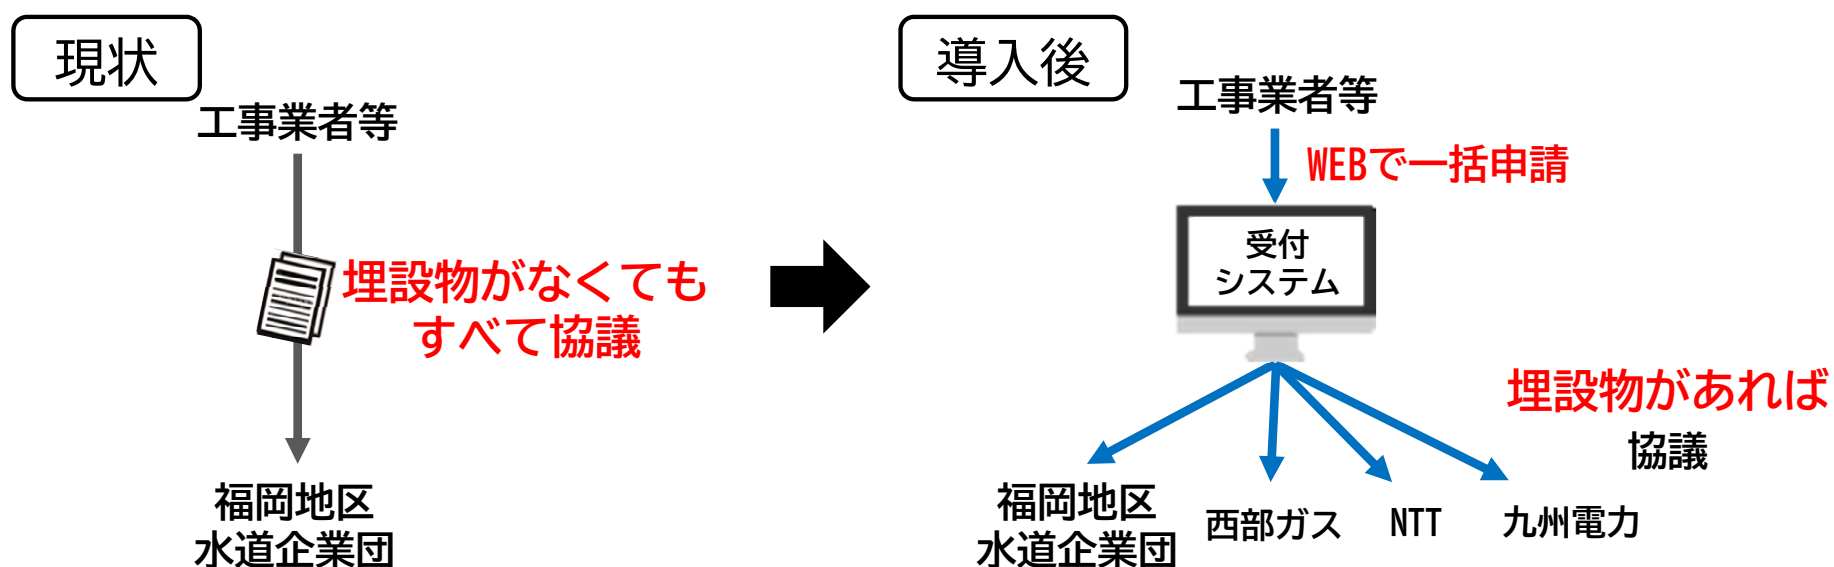 現状
工事業者等
埋設物がなくても
すべて協議
福岡地区
水道企業団
導入後
工事業者等
WEBで一括申請
受付
システム
埋設物があれば
協議
福岡地区
水道企業団
西部ガス
NTT
九州電力